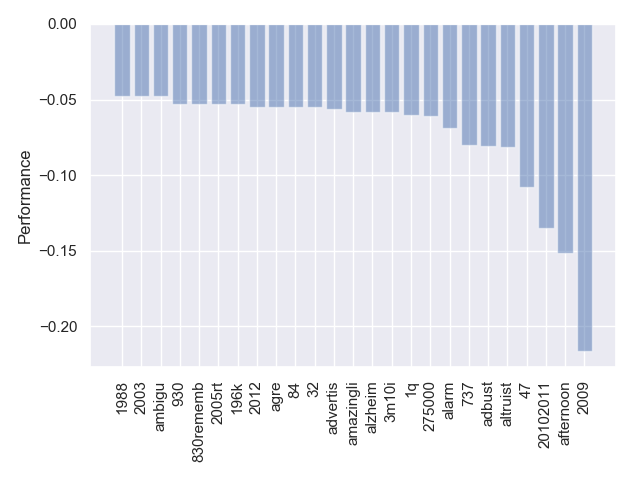 0.00
−0.05
−0.10
−0.15
−0.20
Performance
1988
2003
ambigu
930
830rememb
2005rt
196k
2012
agre
84
32
advertis
amazingli
alzheim
3m10i
1q
275000
alarm
737
adbust
altruist
47
20102011
afternoon
2009